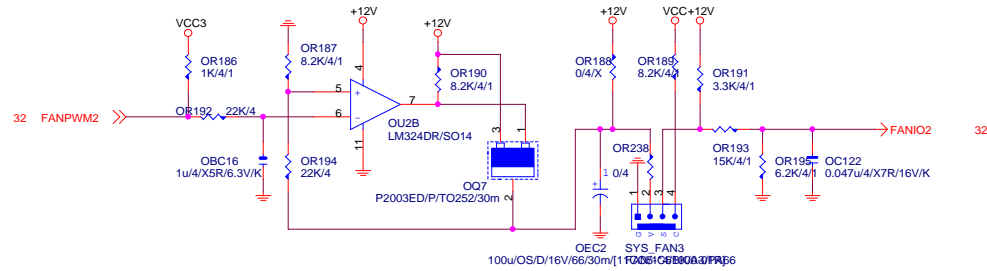 VCC3
+12V
+12V
+12V
VCC
+12V
OR186
1K/4/1
OR187
8.2K/4/1
4
OR190
8.2K/4/1
OR188
0/4/X
OR189
8.2K/4/1
OR191
3.3K/4/1
32 FANPWM2
OR192 22K/4
5
6
7
11
+
-
OU2B
LM324DR/SO14
3
1
2
OQ7
P2003ED/P/TO252/30m
OBC16
1u/4/X5R/6.3V/K
OR194
22K/4
OR238
0/4
+
1
1
2
3
4
G
V
S
C
OR193
15K/4/1
OR195
6.2K/4/1
OC122
0.047u/4/X7R/16V/K
FANIO2 32
OEC2
100u/OS/D/16V/66/30m/
SYS_FAN3